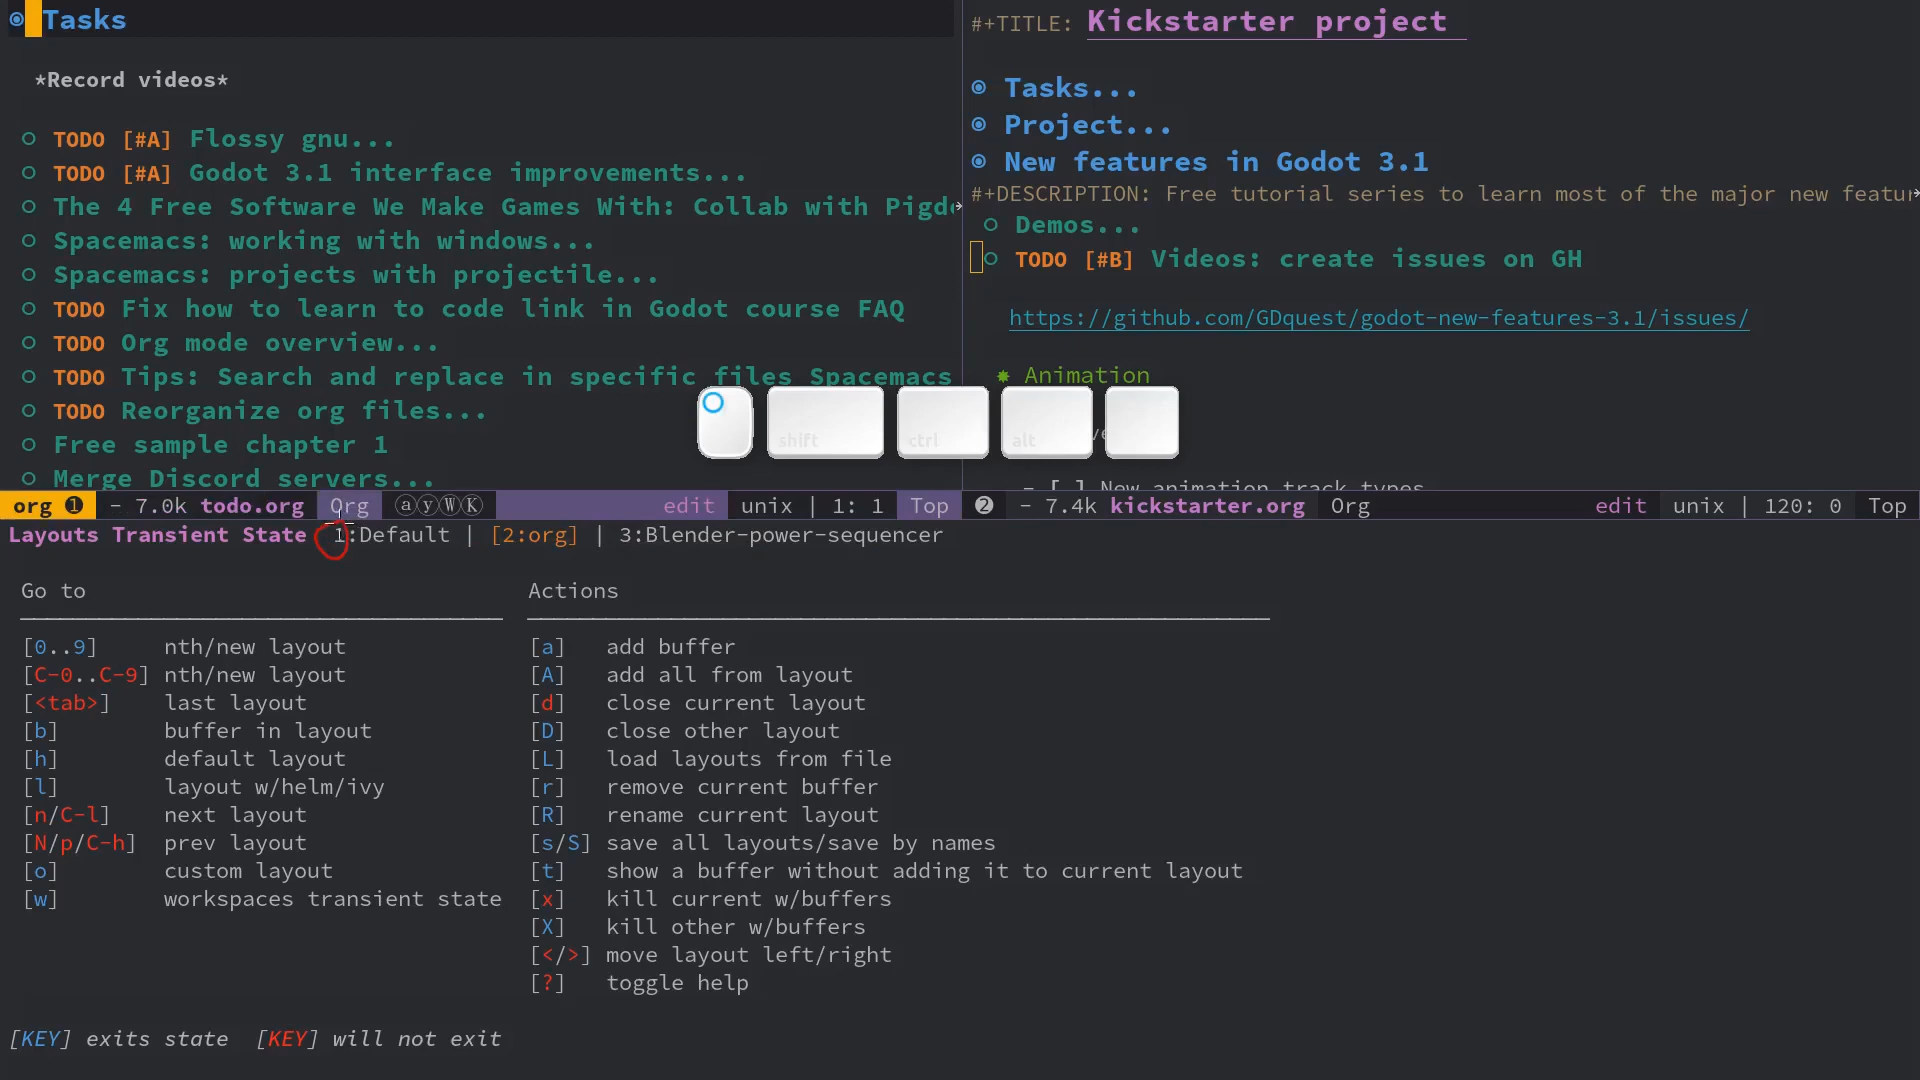 Tasks
*Record videos*
TODO [#A] Flossy gnu...
TODO [#A] Godot 3.1 interface improvements...
The 4 Free Software We Make Games With: Collab with
Spacemacs: working with windows...
Spacemacs: projects with projectile...
TODO Fix how to learn to code link in Godot course FAQ
TODO Org mode overview...
TODO Tips: Search and replace in specific files Spacemacs
TODO Reorganize org files...
Free sample chapter 1
Merge Discord servers...
#+TITLE: Kickstarter project
Tasks...
Project...
New features in Godot 3.1
#+DESCRIPTION: Free tutorial series to learn most of the major new
Demos...
TODO [#B] Videos: create issues on GH
https://github.com/GDquest/godot-new-features-3.1/issues/
Animation
- [ ] New animation track types
shift ctrl alt
org ❶ - 7.0k todo.org Org ⓐⓨⓌⓀ edit unix | 1: 1 Top
❷ - 7.4k kickstarter.org Org edit unix | 120: 0 Top
Layouts Transient State 1:Default | [2:org] | 3:Blender-power-sequencer
Go to Actions
[0..9] nth/new layout [a] add buffer
[C-0..C-9] nth/new layout [A] add all from layout
[<tab>] last layout [d] close current layout
[b] buffer in layout [D] close other layout
[h] default layout [L] load layouts from file
[l] layout w/helm/ivy [r] remove current buffer
[n/C-l] next layout [R] rename current layout
[N/p/C-h] prev layout [s/S] save all layouts/save by names
[o] custom layout [t] show a buffer without adding it to current layout
[w] workspaces transient state [x] kill current w/buffers
[X] kill other w/buffers
[</>] move layout left/right
[?] toggle help
[KEY] exits state [KEY] will not exit